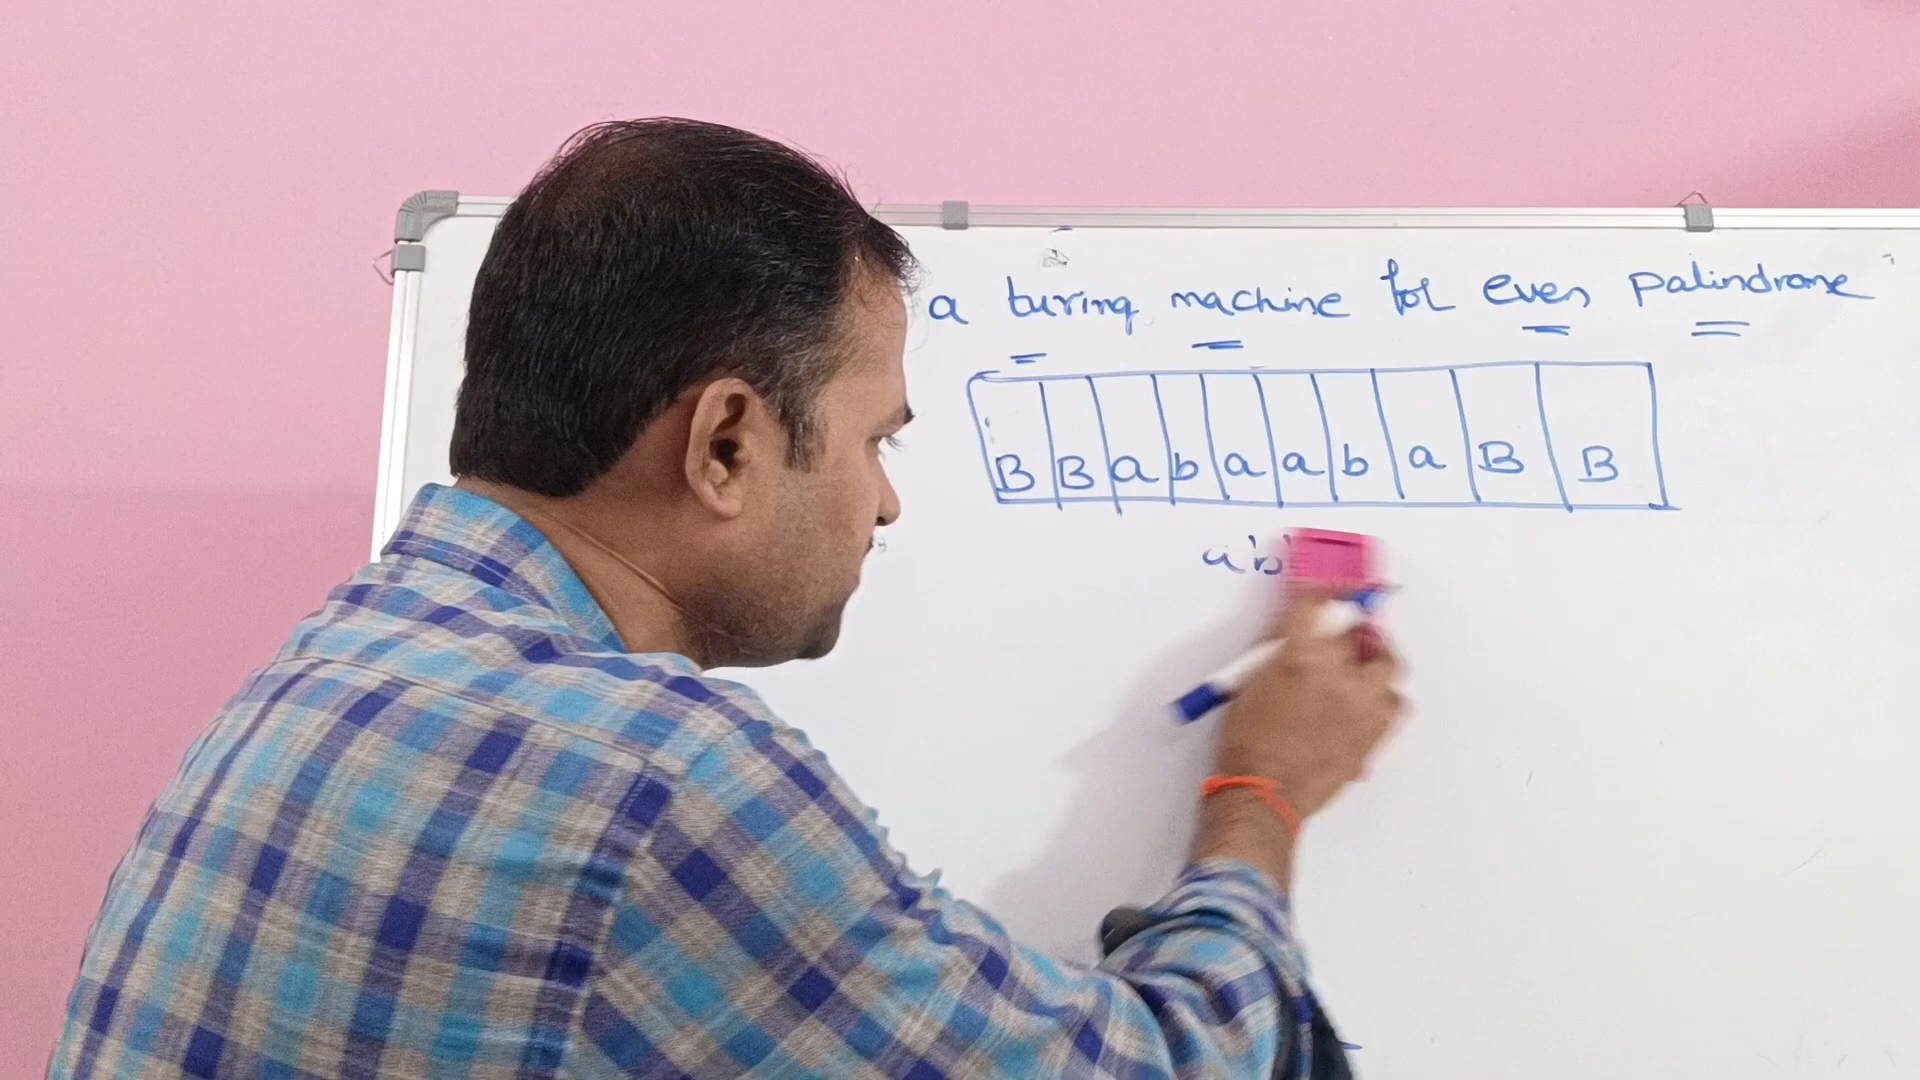 a turing machine for even palindrome
B B a b a a b a B B
a b